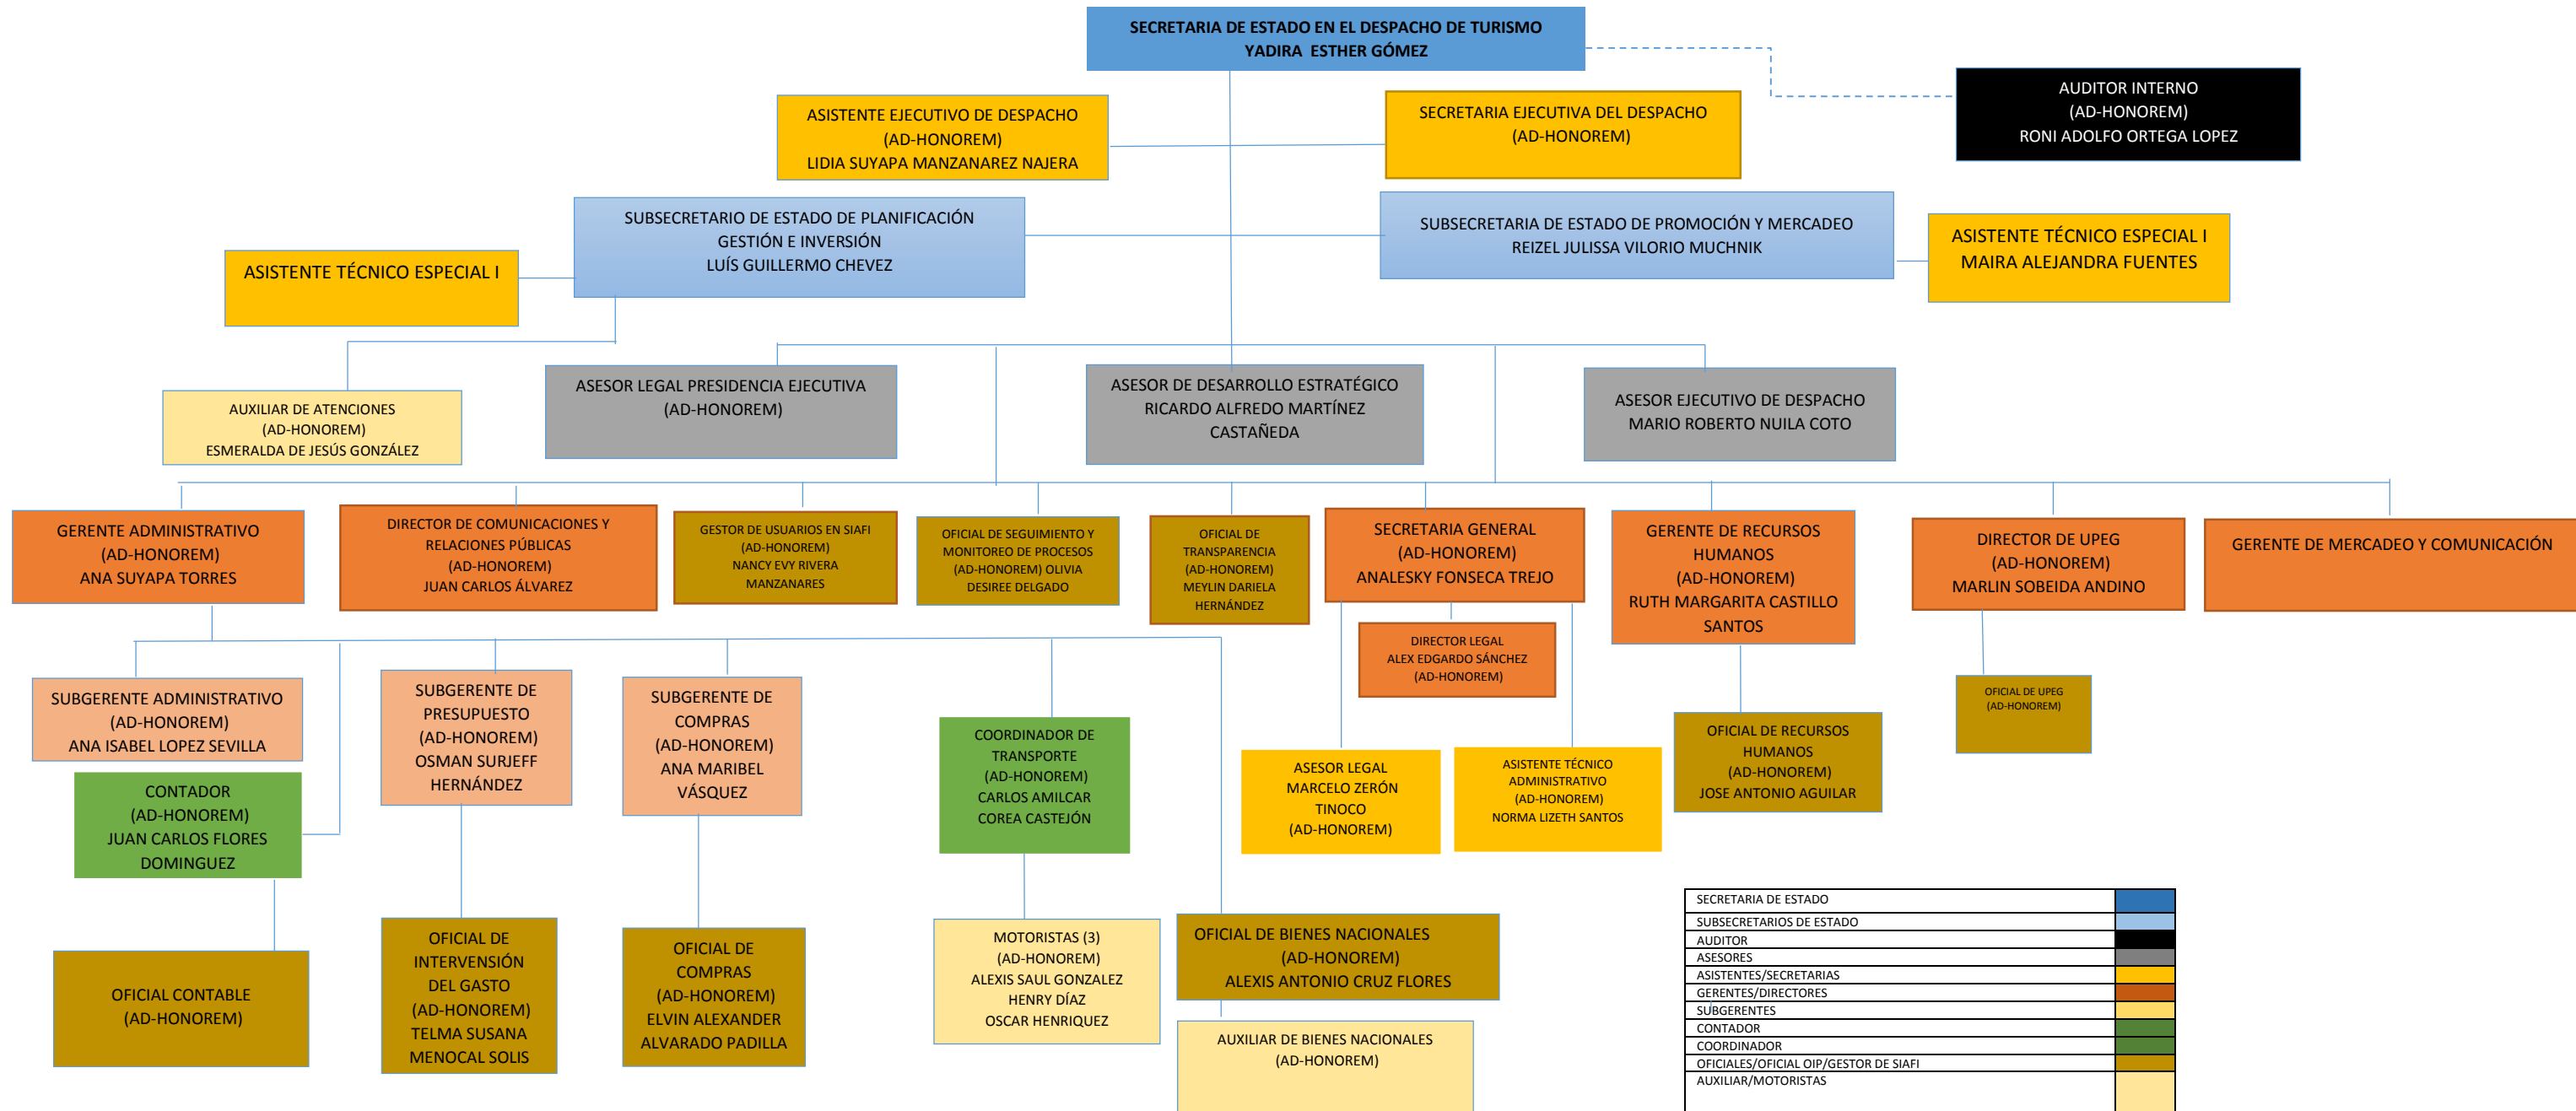 SECRETARIA DE ESTADO EN EL DESPACHO DE TURISMO
YADIRA ESTHER GÓMEZ
AUDITOR INTERNO
(AD-HONOREM)
RONI ADOLFO ORTEGA LOPEZ
ASISTENTE EJECUTIVO DE DESPACHO
(AD-HONOREM)
LIDIA SUYAPA MANZANAREZ NAJERA
SECRETARIA EJECUTIVA DEL DESPACHO
(AD-HONOREM)
SUBSECRETARIO DE ESTADO DE PLANIFICACIÓN
GESTIÓN E INVERSIÓN
LUÍS GUILLERMO CHEVEZ
SUBSECRETARIA DE ESTADO DE PROMOCIÓN Y MERCADEO
REIZEL JULISSA VILORIO MUCHNIK
ASISTENTE TÉCNICO ESPECIAL I
MAIRA ALEJANDRA FUENTES
ASISTENTE TÉCNICO ESPECIAL I
AUXILIAR DE ATENCIONES
(AD-HONOREM)
ESMERALDA DE JESÚS GONZÁLEZ
ASESOR LEGAL PRESIDENCIA EJECUTIVA
(AD-HONOREM)
ASESOR DE DESARROLLO ESTRATÉGICO
RICARDO ALFREDO MARTÍNEZ
CASTAÑEDA
ASESOR EJECUTIVO DE DESPACHO
MARIO ROBERTO NUILA COTO
GERENTE ADMINISTRATIVO
(AD-HONOREM)
ANA SUYAPA TORRES
DIRECTOR DE COMUNICACIONES Y
RELACIONES PÚBLICAS
(AD-HONOREM)
JUAN CARLOS ÁLVAREZ
GESTOR DE USUARIOS EN SIAFI
(AD-HONOREM)
NANCY EVY RIVERA
MANZANARES
OFICIAL DE SEGUIMIENTO Y
MONITOREO DE PROCESOS
(AD-HONOREM) OLIVIA
DESIREE DELGADO
OFICIAL DE
TRANSPARENCIA
(AD-HONOREM)
MEYLIN DARIELA
HERNÁNDEZ
SECRETARIA GENERAL
(AD-HONOREM)
ANALESKY FONSECA TREJO
GERENTE DE RECURSOS
HUMANOS
(AD-HONOREM)
RUTH MARGARITA CASTILLO
SANTOS
DIRECTOR DE UPEG
(AD-HONOREM)
MARLIN SOBEIDA ANDINO
GERENTE DE MERCADEO Y COMUNICACIÓN
DIRECTOR LEGAL
ALEX EDGARDO SÁNCHEZ
(AD-HONOREM)
SUBGERENTE ADMINISTRATIVO
(AD-HONOREM)
ANA ISABEL LOPEZ SEVILLA
SUBGERENTE DE
PRESUPUESTO
(AD-HONOREM)
OSMAN SURJEFF
HERNÁNDEZ
SUBGERENTE DE
COMPRAS
(AD-HONOREM)
ANA MARIBEL
VÁSQUEZ
COORDINADOR DE
TRANSPORTE
(AD-HONOREM)
CARLOS AMILCAR
COREA CASTEJÓN
ASESOR LEGAL
MARCELO ZERÓN
TINOCO
(AD-HONOREM)
ASISTENTE TÉCNICO
ADMINISTRATIVO
(AD-HONOREM)
NORMA LIZETH SANTOS
OFICIAL DE RECURSOS
HUMANOS
(AD-HONOREM)
JOSE ANTONIO AGUILAR
OFICIAL DE UPEG
(AD-HONOREM)
CONTADOR
(AD-HONOREM)
JUAN CARLOS FLORES
DOMINGUEZ
OFICIAL CONTABLE
(AD-HONOREM)
OFICIAL DE
INTERVENSIÓN
DEL GASTO
(AD-HONOREM)
TELMA SUSANA
MENOCAL SOLIS
OFICIAL DE
COMPRAS
(AD-HONOREM)
ELVIN ALEXANDER
ALVARADO PADILLA
MOTORISTAS (3)
(AD-HONOREM)
ALEXIS SAUL GONZALEZ
HENRY DÍAZ
OSCAR HENRIQUEZ
OFICIAL DE BIENES NACIONALES
(AD-HONOREM)
ALEXIS ANTONIO CRUZ FLORES
AUXILIAR DE BIENES NACIONALES
(AD-HONOREM)
SECRETARIA DE ESTADO
SUBSECRETARIOS DE ESTADO
AUDITOR
ASESORES
ASISTENTES/SECRETARIAS
GERENTES/DIRECTORES
SUBGERENTES
CONTADOR
COORDINADOR
OFICIALES/OFICIAL OIP/GESTOR DE SIAFI
AUXILIAR/MOTORISTAS